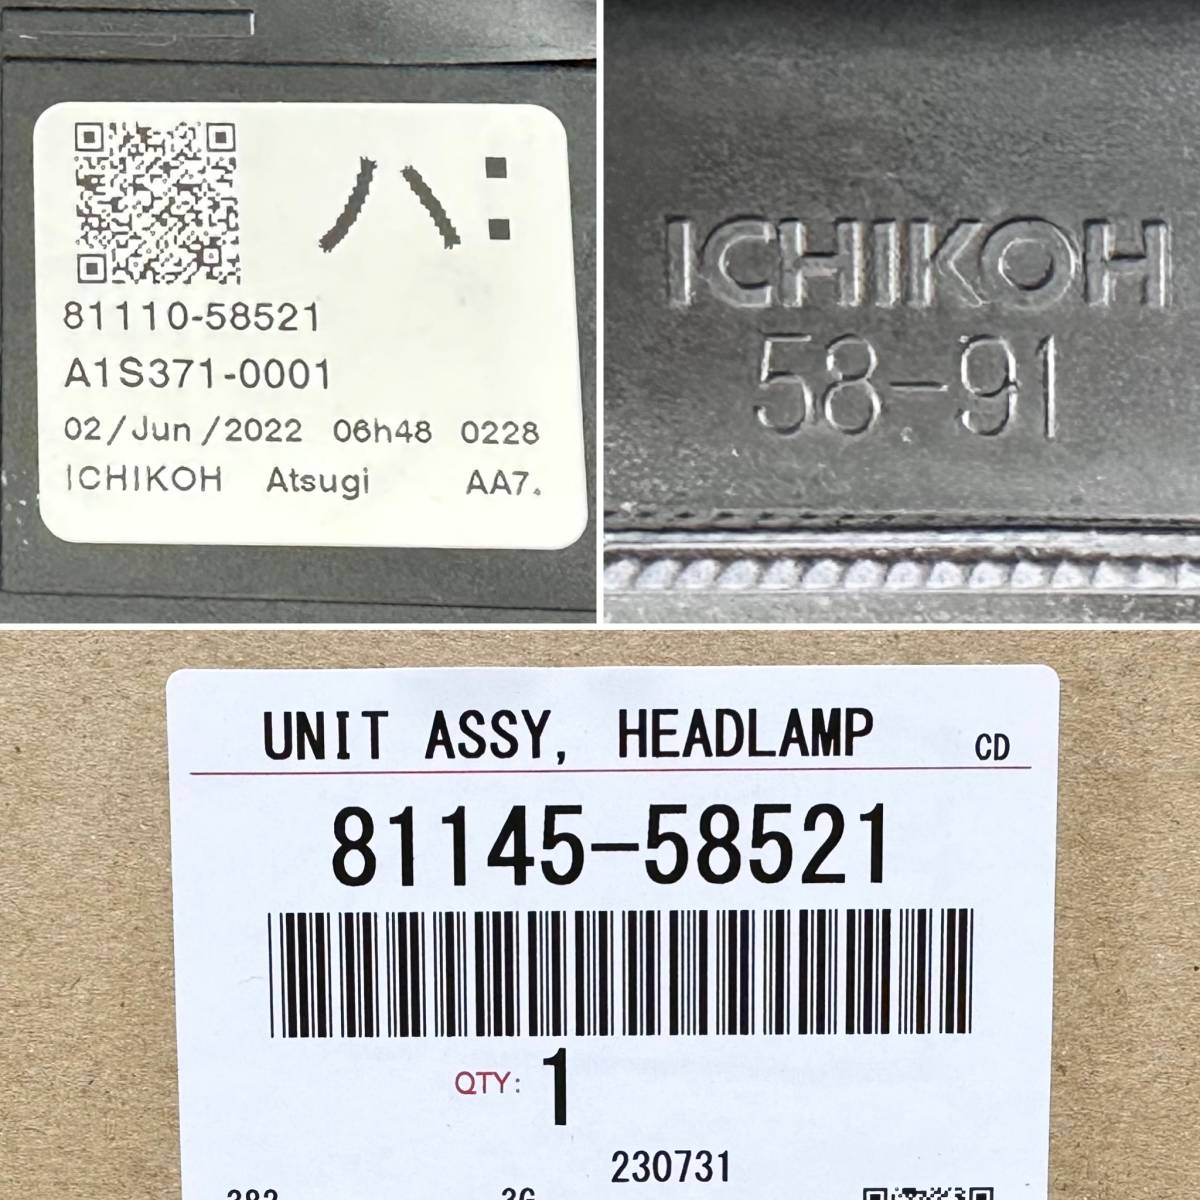 ハ:
81110-58521
A1S371-0001
02/Jun/2022 06h48 0228
ICHIKOH Atsugi AA7.
ICHIKOH
58-91
UNIT ASSY, HEADLAMP CD
81145-58521
QTY: 1
230731